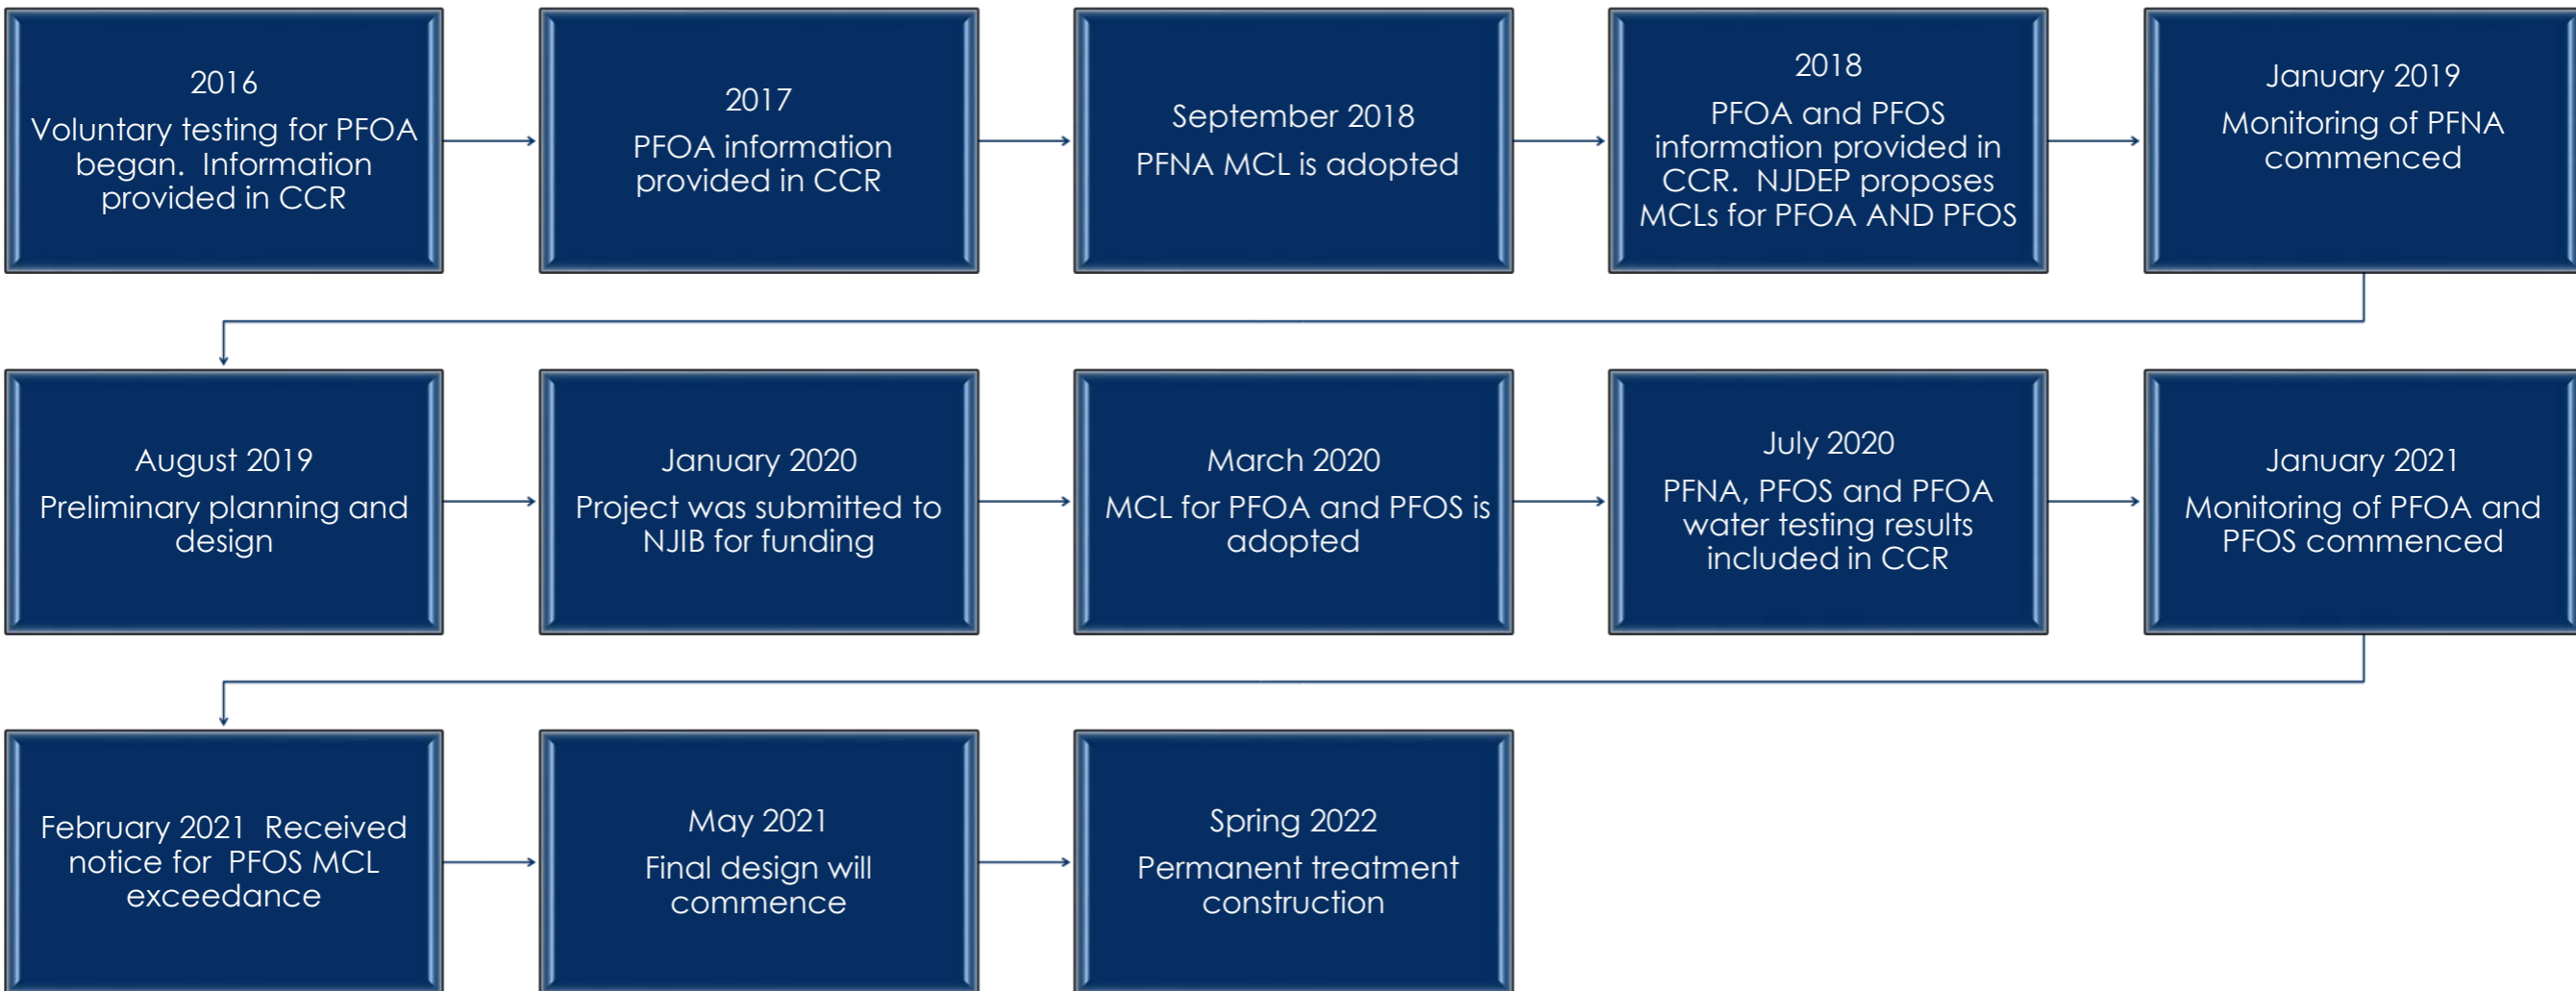 2016
Voluntary testing for PFOA
began.  Information
provided in CCR
2017
PFOA information
provided in CCR
September 2018
PFNA MCL is adopted
2018
PFOA and PFOS
information provided in
CCR.  NJDEP proposes
MCLs for PFOA AND PFOS
January 2019
Monitoring of PFNA
commenced
August 2019
Preliminary planning and
design
January 2020
Project was submitted to
NJIB for funding
March 2020
MCL for PFOA and PFOS is
adopted
July 2020
PFNA, PFOS and PFOA
water testing results
included in CCR
January 2021
Monitoring of PFOA and
PFOS commenced
February 2021  Received
notice for  PFOS MCL
exceedance
May 2021
Final design will
commence
Spring 2022
Permanent treatment
construction